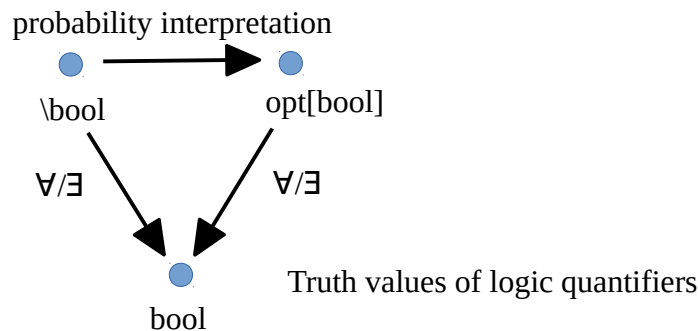 probability interpretation
\bool
opt[bool]
∀/∃
∀/∃
Truth values of logic quantifiers
bool